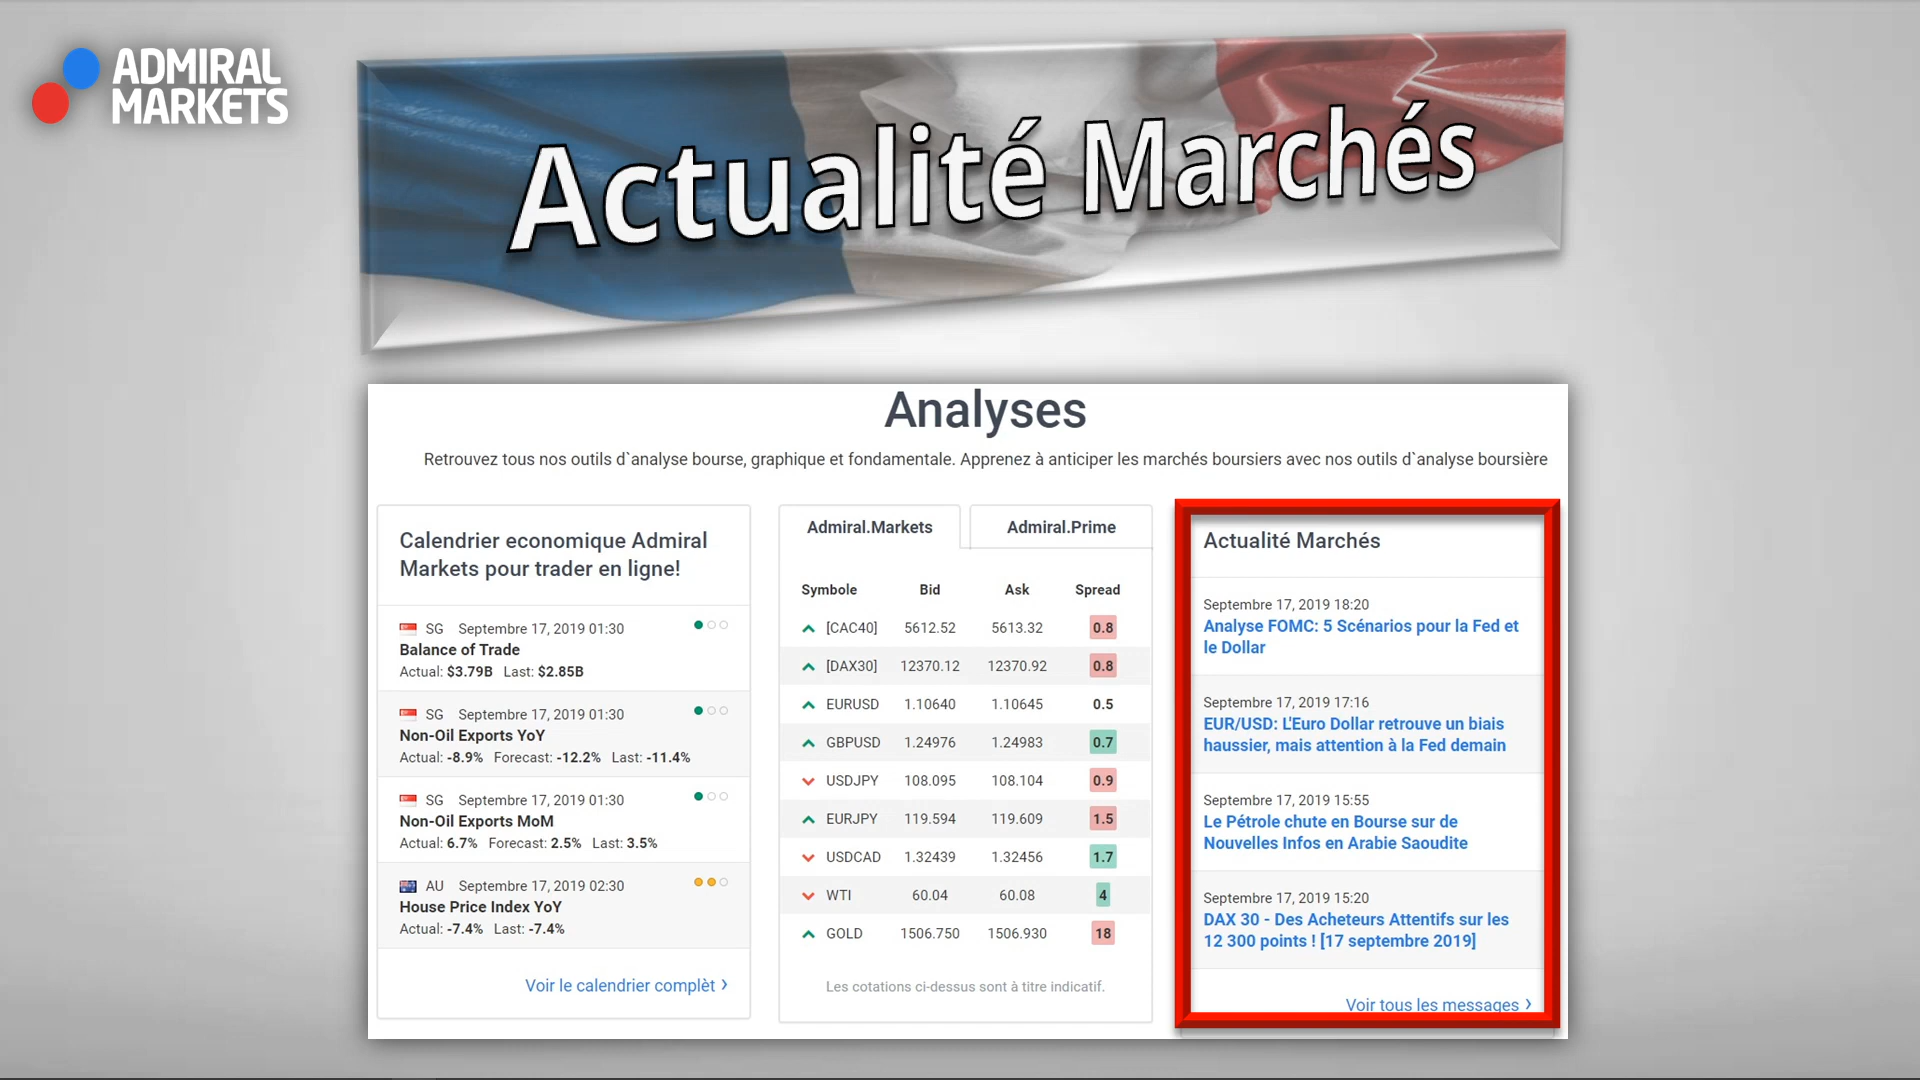 ADMIRAL
MARKETS
Actualité Marchés
Analyses
Retrouvez tous nos outils d`analyse bourse, graphique et fondamentale. Apprenez à anticiper les marchés boursiers avec nos outils d`analyse boursière
Calendrier economique Admiral
Markets pour trader en ligne!
SG Septembre 17, 2019 01:30
Balance of Trade
Actual: $3.79B Last: $2.85B
SG Septembre 17, 2019 01:30
Non-Oil Exports YoY
Actual: -8.9% Forecast: -12.2% Last: -11.4%
SG Septembre 17, 2019 01:30
Non-Oil Exports MoM
Actual: 6.7% Forecast: 2.5% Last: 3.5%
AU Septembre 17, 2019 02:30
House Price Index YoY
Actual: -7.4% Last: -7.4%
Voir le calendrier complèt ›
Admiral.Markets Admiral.Prime
Symbole Bid Ask Spread
[CAC40] 5612.52 5613.32 0.8
[DAX30] 12370.12 12370.92 0.8
EURUSD 1.10640 1.10645 0.5
GBPUSD 1.24976 1.24983 0.7
USDJPY 108.095 108.104 0.9
EURJPY 119.594 119.609 1.5
USDCAD 1.32439 1.32456 1.7
WTI 60.04 60.08 4
GOLD 1506.750 1506.930 18
Les cotations ci-dessus sont à titre indicatif.
Actualité Marchés
Septembre 17, 2019 18:20
Analyse FOMC: 5 Scénarios pour la Fed et
le Dollar
Septembre 17, 2019 17:16
EUR/USD: L'Euro Dollar retrouve un biais
haussier, mais attention à la Fed demain
Septembre 17, 2019 15:55
Le Pétrole chute en Bourse sur de
Nouvelles Infos en Arabie Saoudite
Septembre 17, 2019 15:20
DAX 30 - Des Acheteurs Attentifs sur les
12 300 points ! [17 septembre 2019]
Voir tous les messages ›